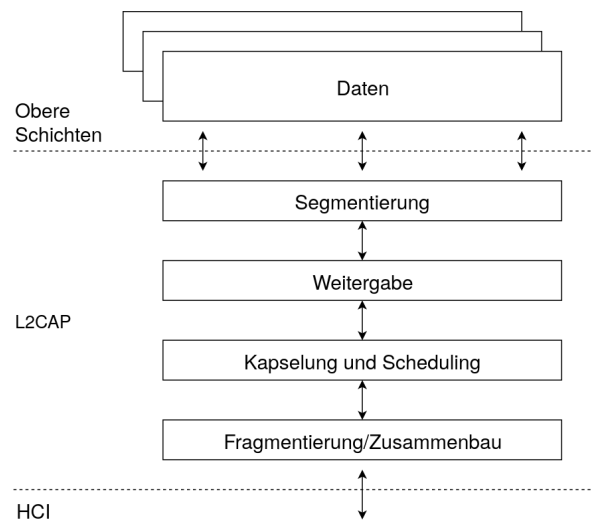 Daten
Obere
Schichten
Segmentierung
Weitergabe
L2CAP
Kapselung und Scheduling
Fragmentierung/Zusammenbau
HCI